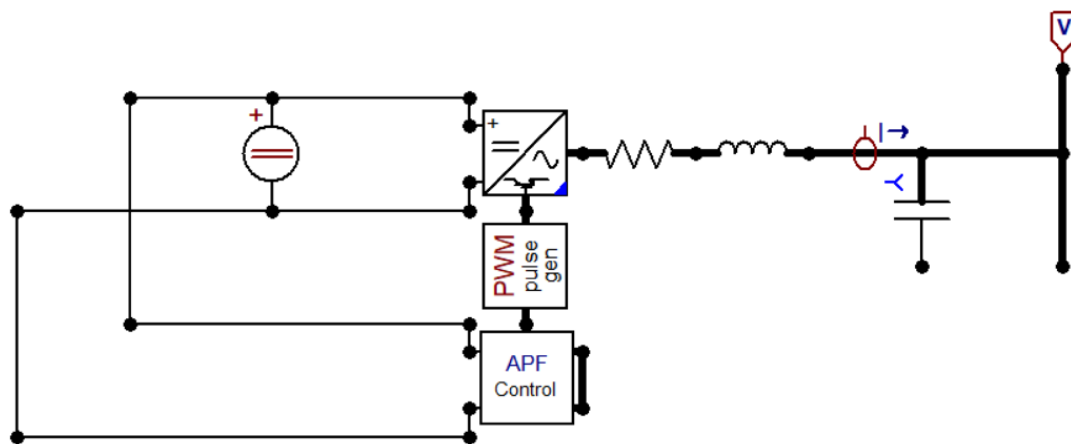 V
+
+
I→
Y
PWM
pulse
gen
APF
Control